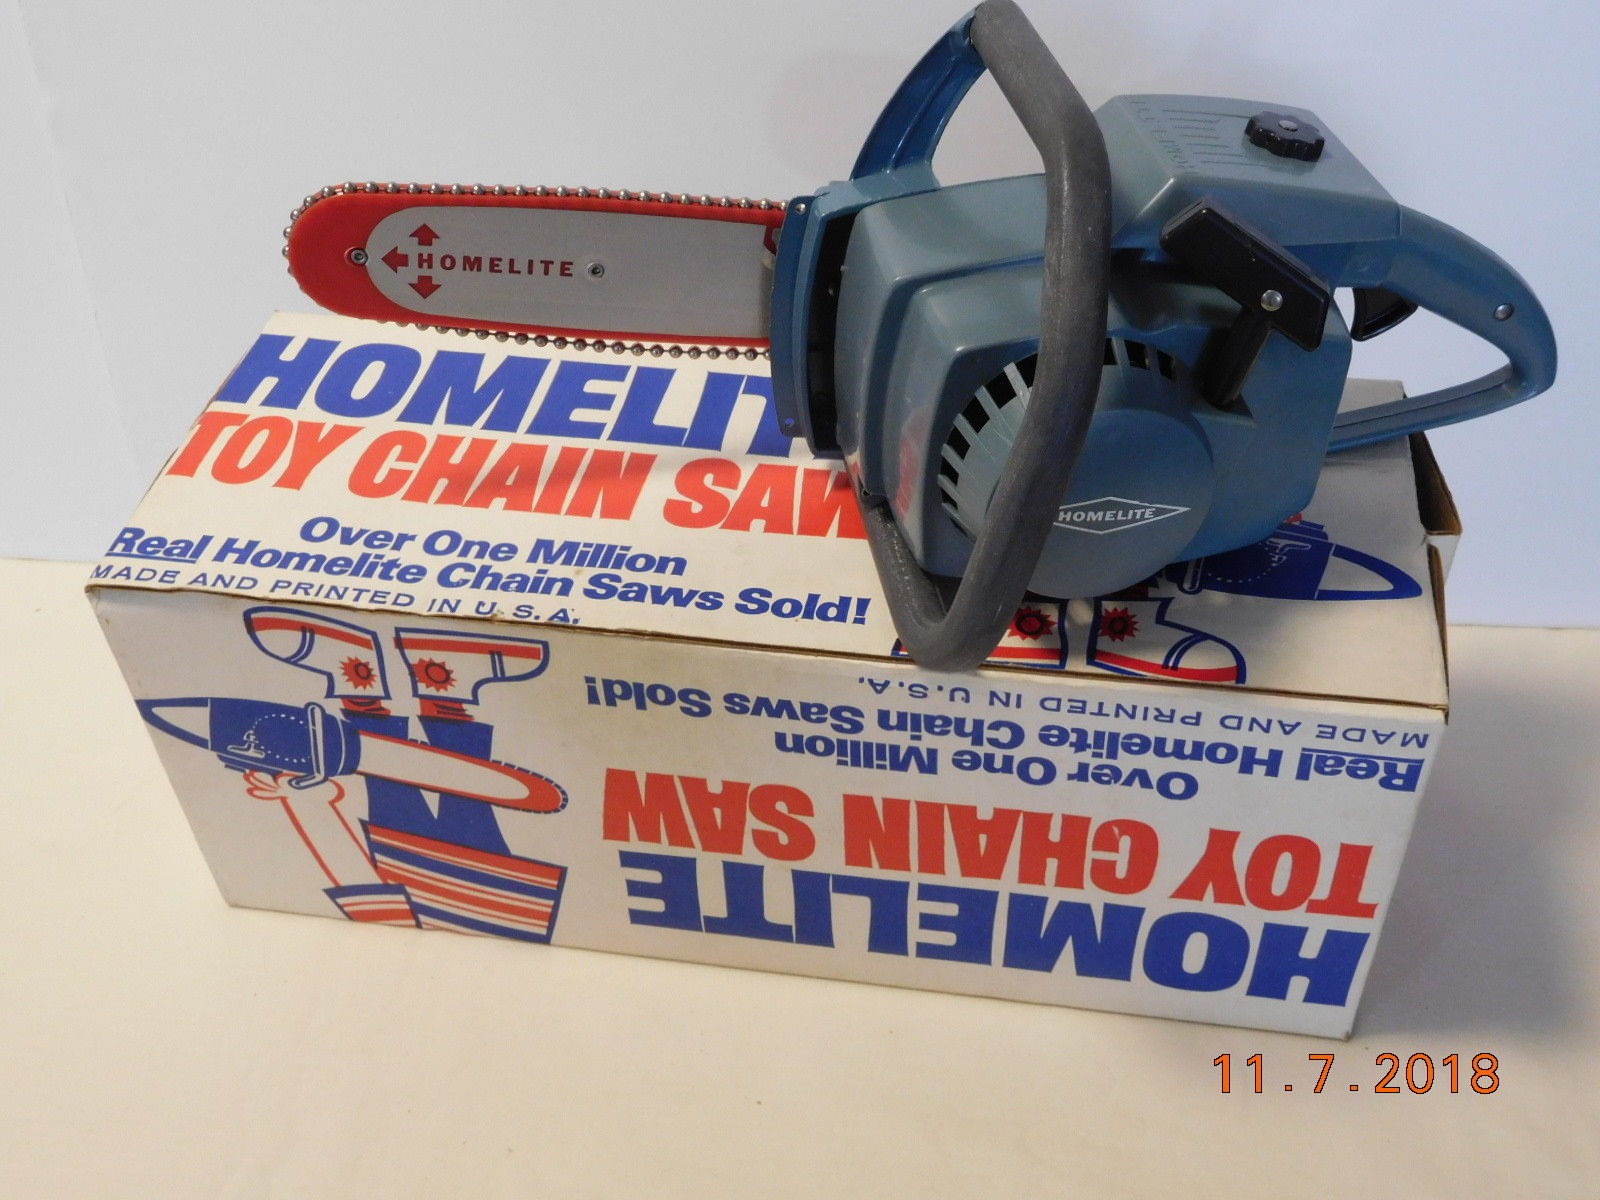 HOMELITE
HOMELIT
TOY CHAIN SAW
Over One Million
Real Homelite Chain Saws Sold!
MADE AND PRINTED IN U.S.A.
HOMELITE
HOMELITE
TOY CHAIN SAW
Over One Million
Real Homelite Chain Saws Sold!
MADE AND PRINTED IN U.S.A.
11.7.2018